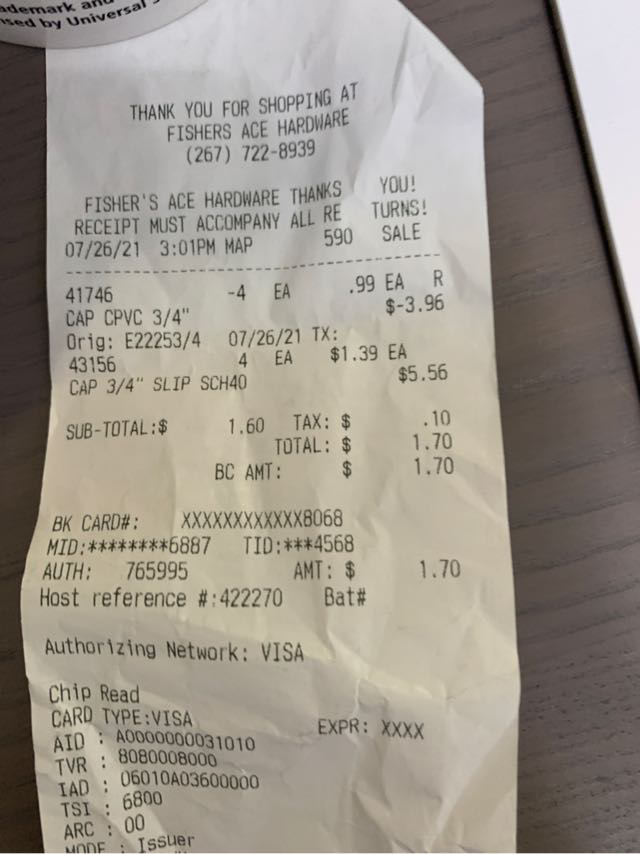 ademark and
sed by Universal
THANK YOU FOR SHOPPING AT
FISHERS ACE HARDWARE
(267) 722-8939
FISHER'S ACE HARDWARE THANKS YOU!
RECEIPT MUST ACCOMPANY ALL RE TURNS!
07/26/21 3:01PM MAP 590 SALE
41746 -4 EA .99 EA R
CAP CPVC 3/4" $-3.96
Orig: E22253/4 07/26/21 TX:
43156 4 EA $1.39 EA
CAP 3/4" SLIP SCH40 $5.56
SUB-TOTAL:$ 1.60 TAX: $ .10
TOTAL: $ 1.70
BC AMT: $ 1.70
BK CARD#: XXXXXXXXXXXX8068
MID:********6887 TID:***4568
AUTH: 765995 AMT: $ 1.70
Host reference #:422270 Bat#
Authorizing Network: VISA
Chip Read
CARD TYPE:VISA EXPR: XXXX
AID : A0000000031010
TVR : 8080008000
IAD : 06010A03600000
TSI : 6800
ARC : 00
MODE : Issuer